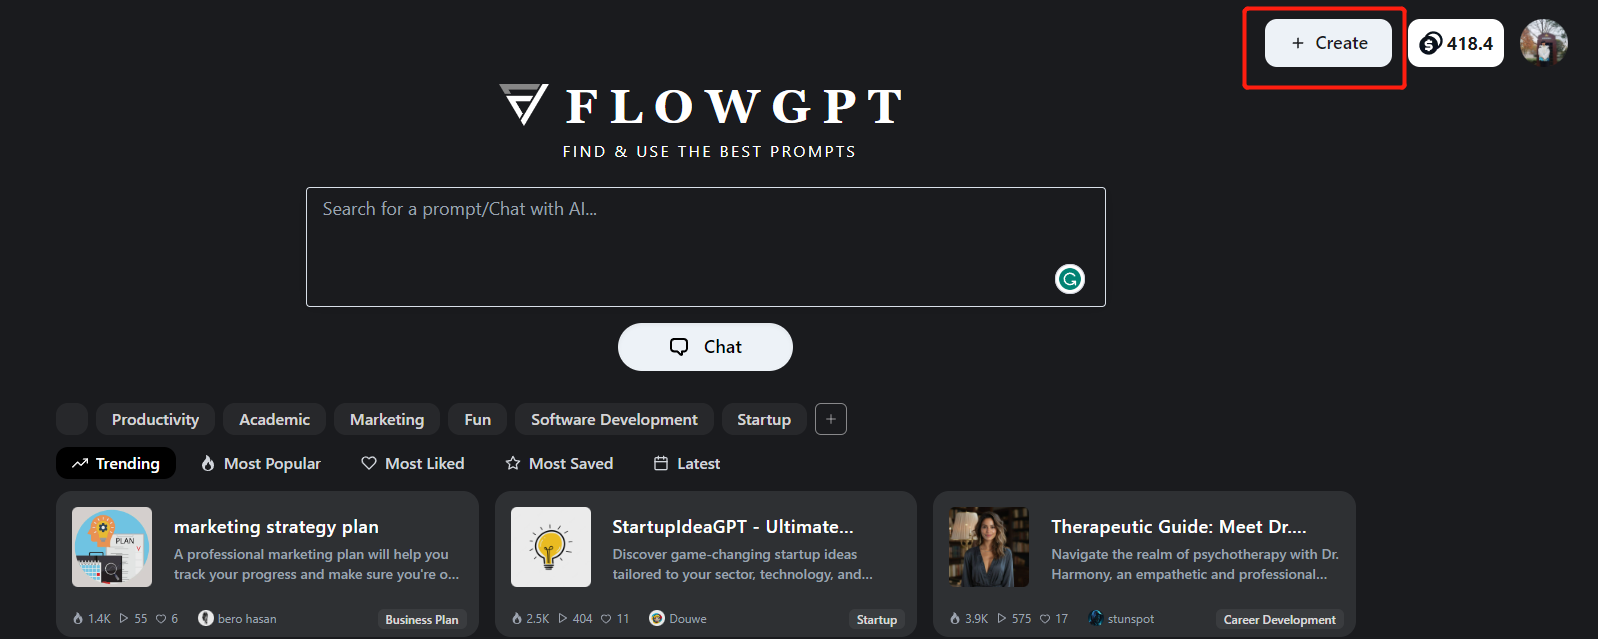 + Create
418.4
FLOWGPT
FIND & USE THE BEST PROMPTS
Search for a prompt/Chat with AI...
Chat
Productivity
Academic
Marketing
Fun
Software Development
Startup
+
Trending
Most Popular
Most Liked
Most Saved
Latest
PLAN
marketing strategy plan
A professional marketing plan will help you
track your progress and make sure you're o...
1.4K 55 6 bero hasan Business Plan
StartupIdeaGPT - Ultimate...
Discover game-changing startup ideas
tailored to your sector, technology, and...
2.5K 404 11 Douwe Startup
Therapeutic Guide: Meet Dr....
Navigate the realm of psychotherapy with Dr.
Harmony, an empathetic and professional...
3.9K 575 17 stunspot Career Development